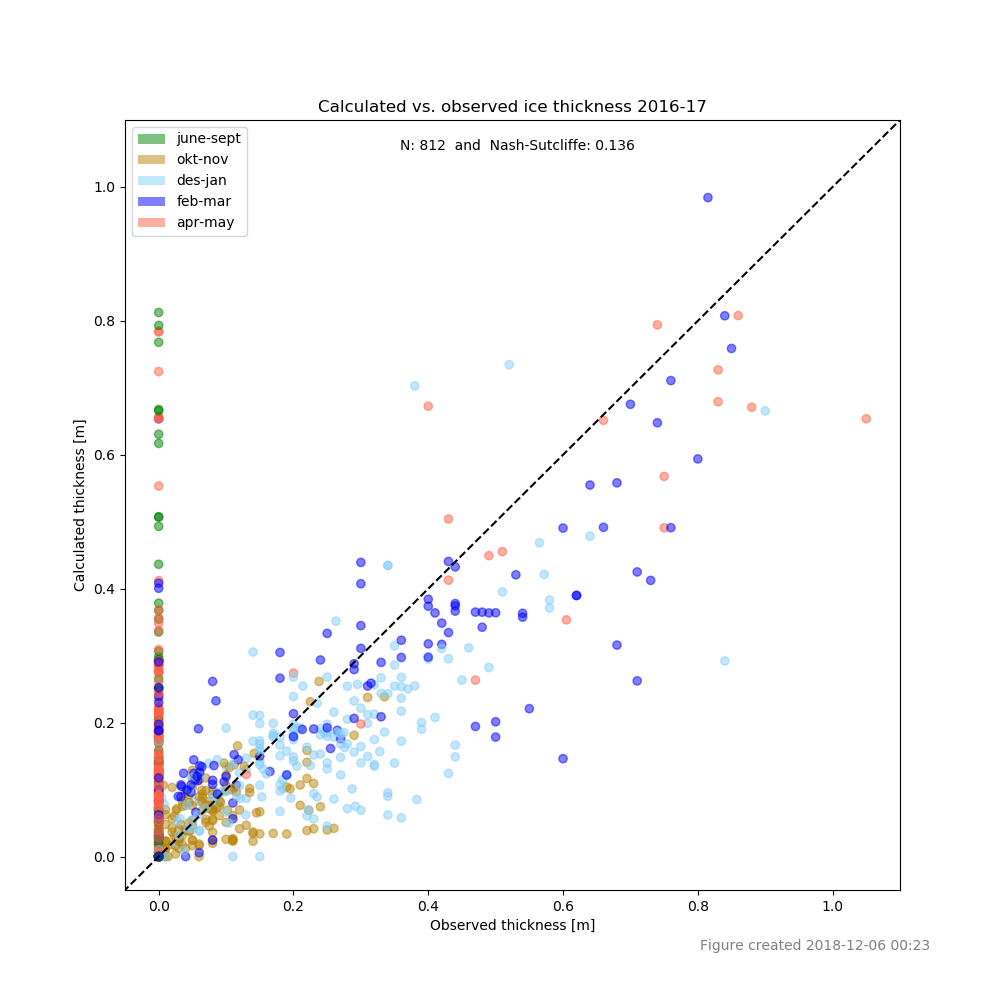 Calculated vs. observed ice thickness 2016-17
N: 812 and Nash-Sutcliffe: 0.136
june-sept
okt-nov
des-jan
feb-mar
apr-may
Calculated thickness [m]
1.0
0.8
0.6
0.4
0.2
0.0
0.0 0.2 0.4 0.6 0.8 1.0
Observed thickness [m]
Figure created 2018-12-06 00:23